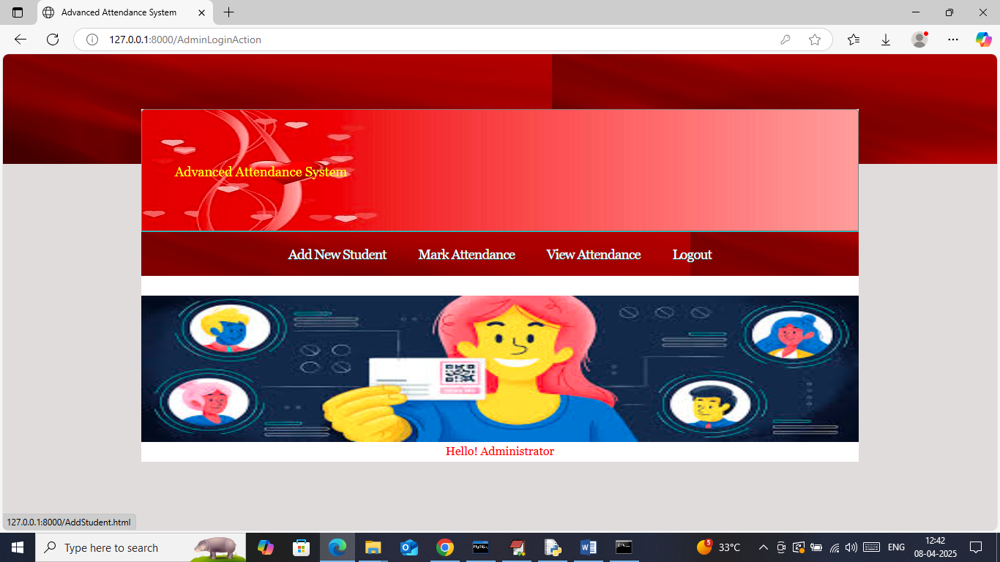 Advanced Attendance System
127.0.0.1:8000/AdminLoginAction
Advanced Attendance System
Add New Student Mark Attendance View Attendance Logout
Hello! Administrator
127.0.0.1:8000/AddStudent.html
Type here to search
5
33°C
ENG
12:42
08-04-2025